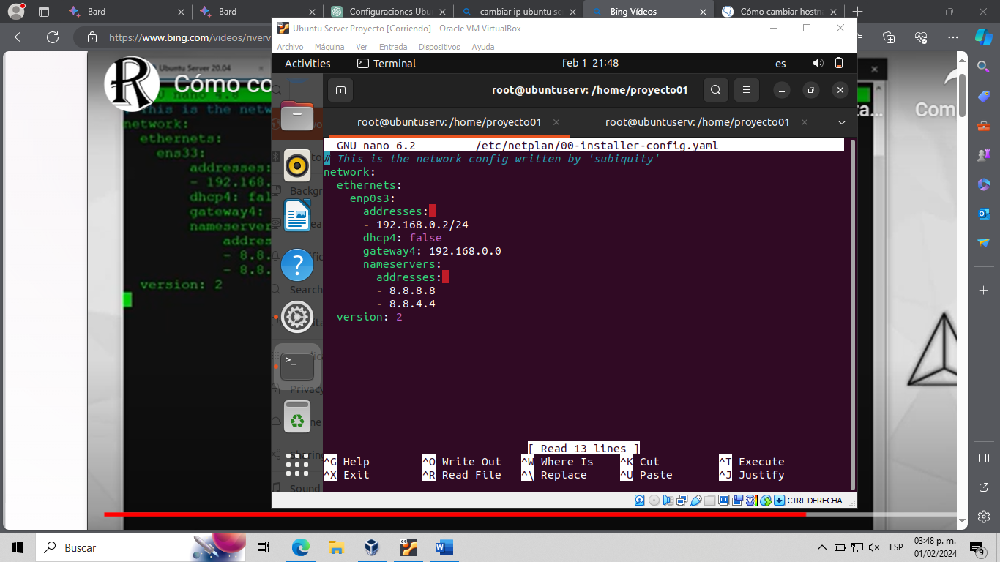 Bard
Bard
Configuraciones Ubu
cambiar ip ubuntu se
Bing Vídeos
Cómo cambiar hostn
https://www.bing.com/videos/riverv
Ubuntu Server Proyecto [Corriendo] - Oracle VM VirtualBox
Archivo Máquina Ver Entrada Dispositivos Ayuda
Activities Terminal feb 1 21:48 es
root@ubuntuserv: /home/proyecto01
root@ubuntuserv: /home/proyecto01
root@ubuntuserv: /home/proyecto01
GNU nano 6.2 /etc/netplan/00-installer-config.yaml
# This is the network config written by 'subiquity'
network:
ethernets:
enp0s3:
addresses:
- 192.168.0.2/24
dhcp4: false
gateway4: 192.168.0.0
nameservers:
addresses:
- 8.8.8.8
- 8.8.4.4
version: 2
[ Read 13 lines ]
^G Help ^O Write Out ^W Where Is ^K Cut ^T Execute
^X Exit ^R Read File ^\ Replace ^U Paste ^J Justify
CTRL DERECHA
R
Ubuntu Server 20.04
Cómo co
ta...
Com
nano 4.8
This is the netw
network:
ethernets:
ens33:
addresses:
- 192.168.
dhcp4: fal
gateway4:
nameserver
addres
- 8.8.
- 8.8.
version: 2
Backgr
Search
Privacy
Sharing
Sound
Buscar
64
ESP
03:48 p. m.
01/02/2024
9